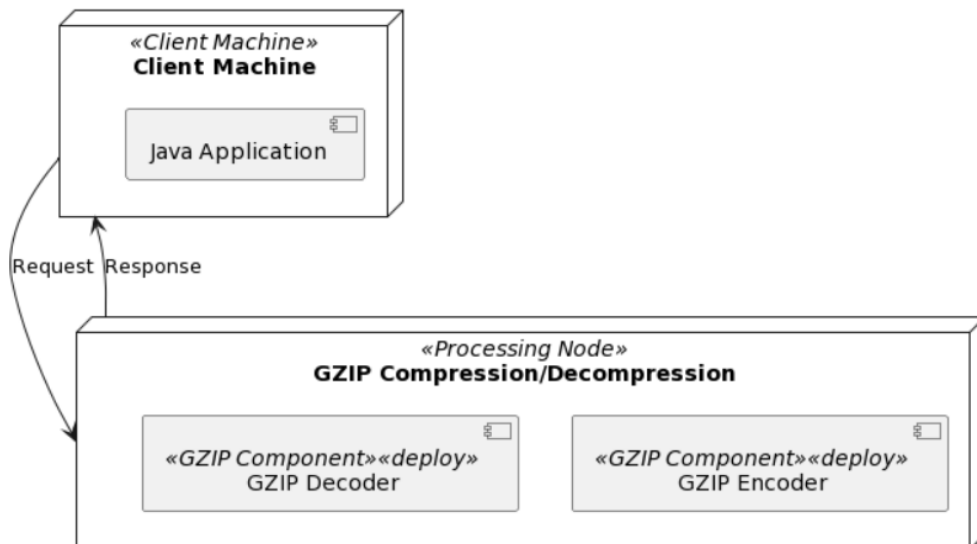 «Client Machine»
Client Machine
Java Application
Request
Response
«Processing Node»
GZIP Compression/Decompression
«GZIP Component»«deploy»
GZIP Decoder
«GZIP Component»«deploy»
GZIP Encoder